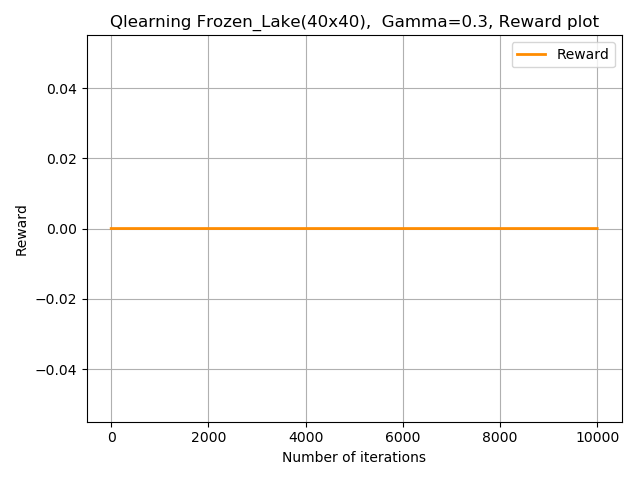 Qlearning Frozen_Lake(40x40),  Gamma=0.3, Reward plot
Reward
0.04
0.02
0.00
−0.02
−0.04
Reward
0 2000 4000 6000 8000 10000
Number of iterations